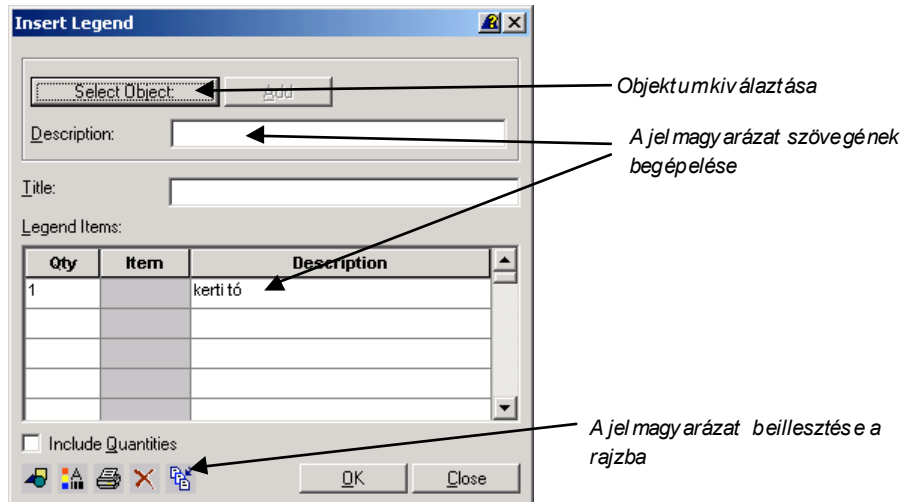 Insert Legend
Select Object:
Add
Objektumkiválaztása
Description:
A jelmagyarázat szövegének
begépelése
Title:
Legend Items:
Qty Item Description
1 kerti tó
Include Quantities
A jelmagyarázat beillesztése a
rajzba
OK Close